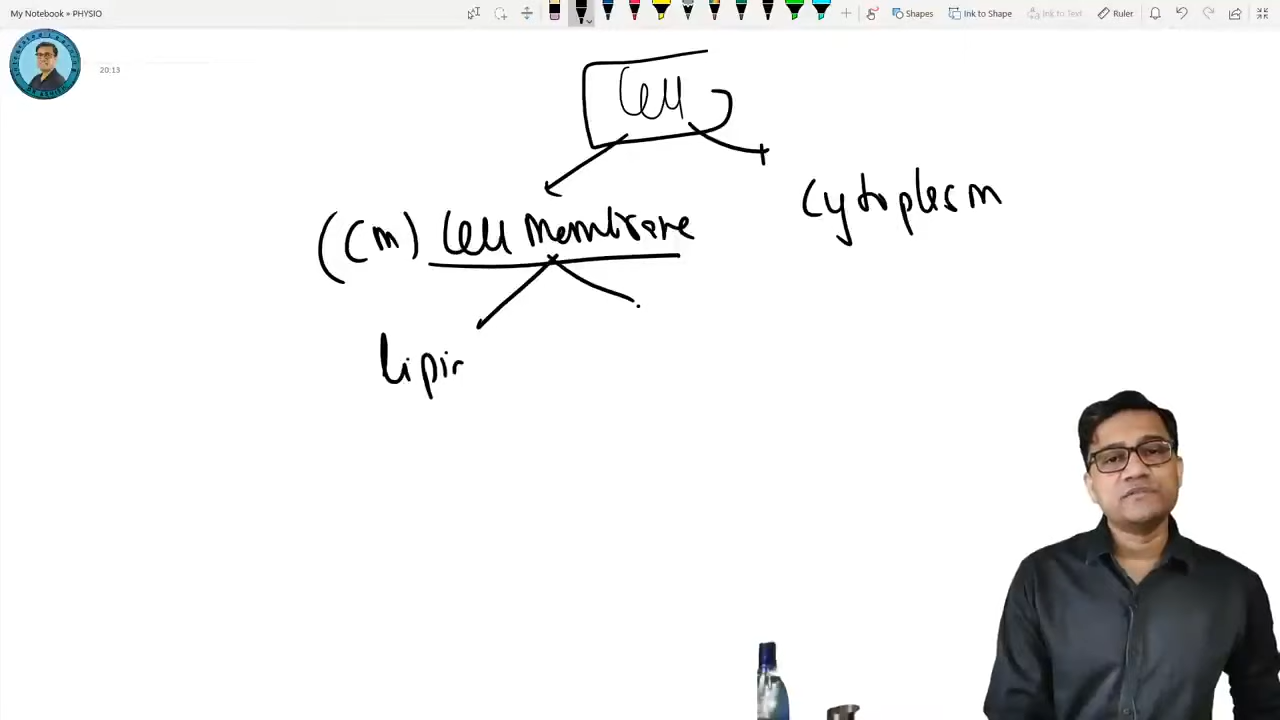 My Notebook » PHYSIO
Shapes
Ink to Shape
Ink to Text
Ruler
20:13
Cell
(Cm) Cell Membrane
Cytoplasm
Lipi